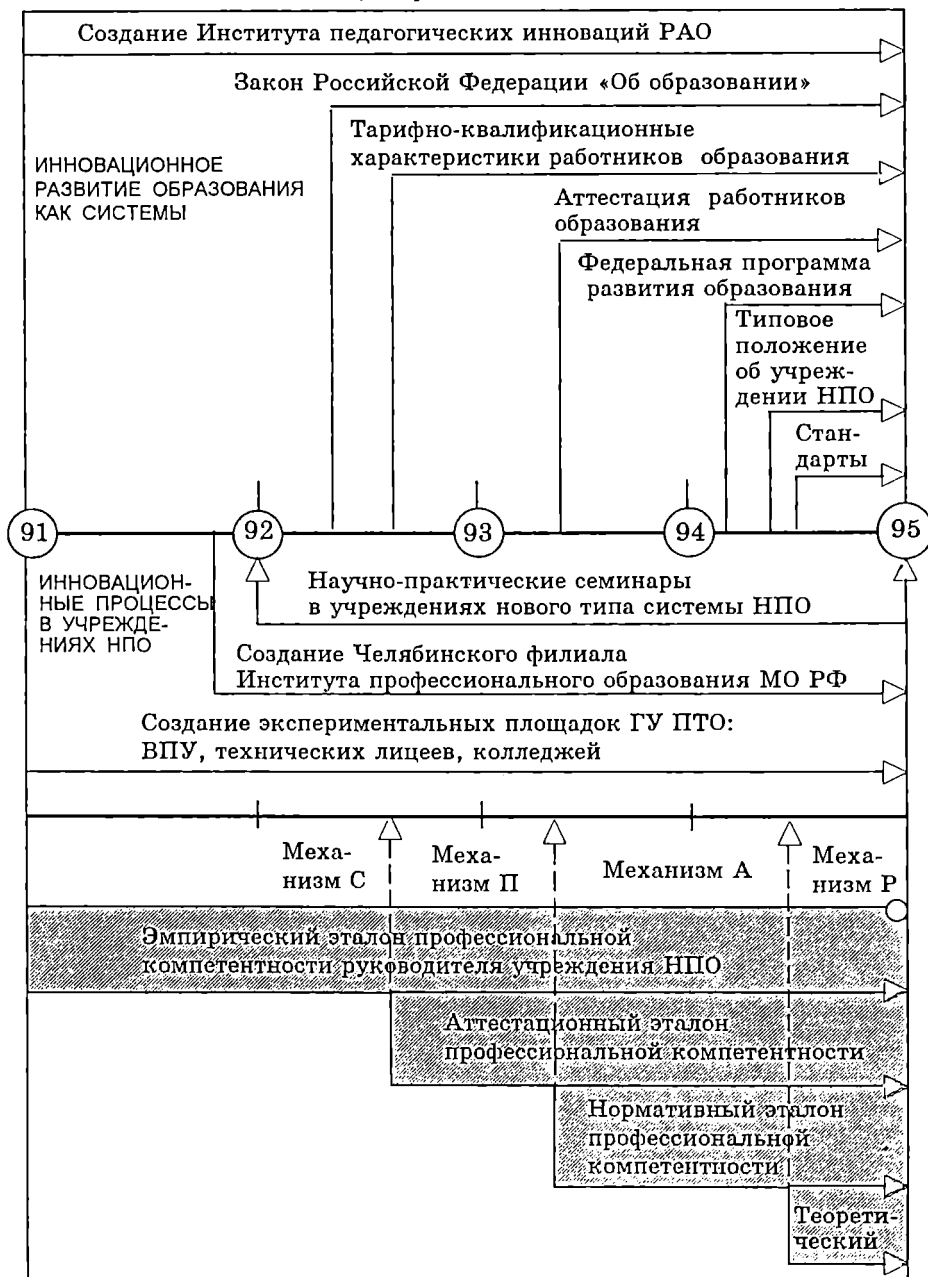 Создание Института педагогических инноваций РАО
Закон Российской Федерации «Об образовании»
Тарифно-квалификационные
характеристики работников образования
ИННОВАЦИОННОЕ
РАЗВИТИЕ ОБРАЗОВАНИЯ
КАК СИСТЕМЫ
Аттестация работников
образования
Федеральная программа
развития образования
Типовое
положение
об учреж-
дении НПО
Стан-
дарты
91
92
93
94
95
ИННОВАЦИОН-
НЫЕ ПРОЦЕССЫ
В УЧРЕЖДЕ-
НИЯХ НПО
Научно-практические семинары
в учреждениях нового типа системы НПО
Создание Челябинского филиала
Института профессионального образования МО РФ
Создание экспериментальных площадок ГУ ПТО:
ВПУ, технических лицеев, колледжей
Меха-
низм С
Меха-
низм П
Механизм А
Меха-
низм Р
Эмпирический эталон профессиональной
компетентности руководителя учреждения НПО
Аттестационный эталон
профессиональной компетентности
Нормативный эталон
профессиональной
компетентности
Теорети-
ческий